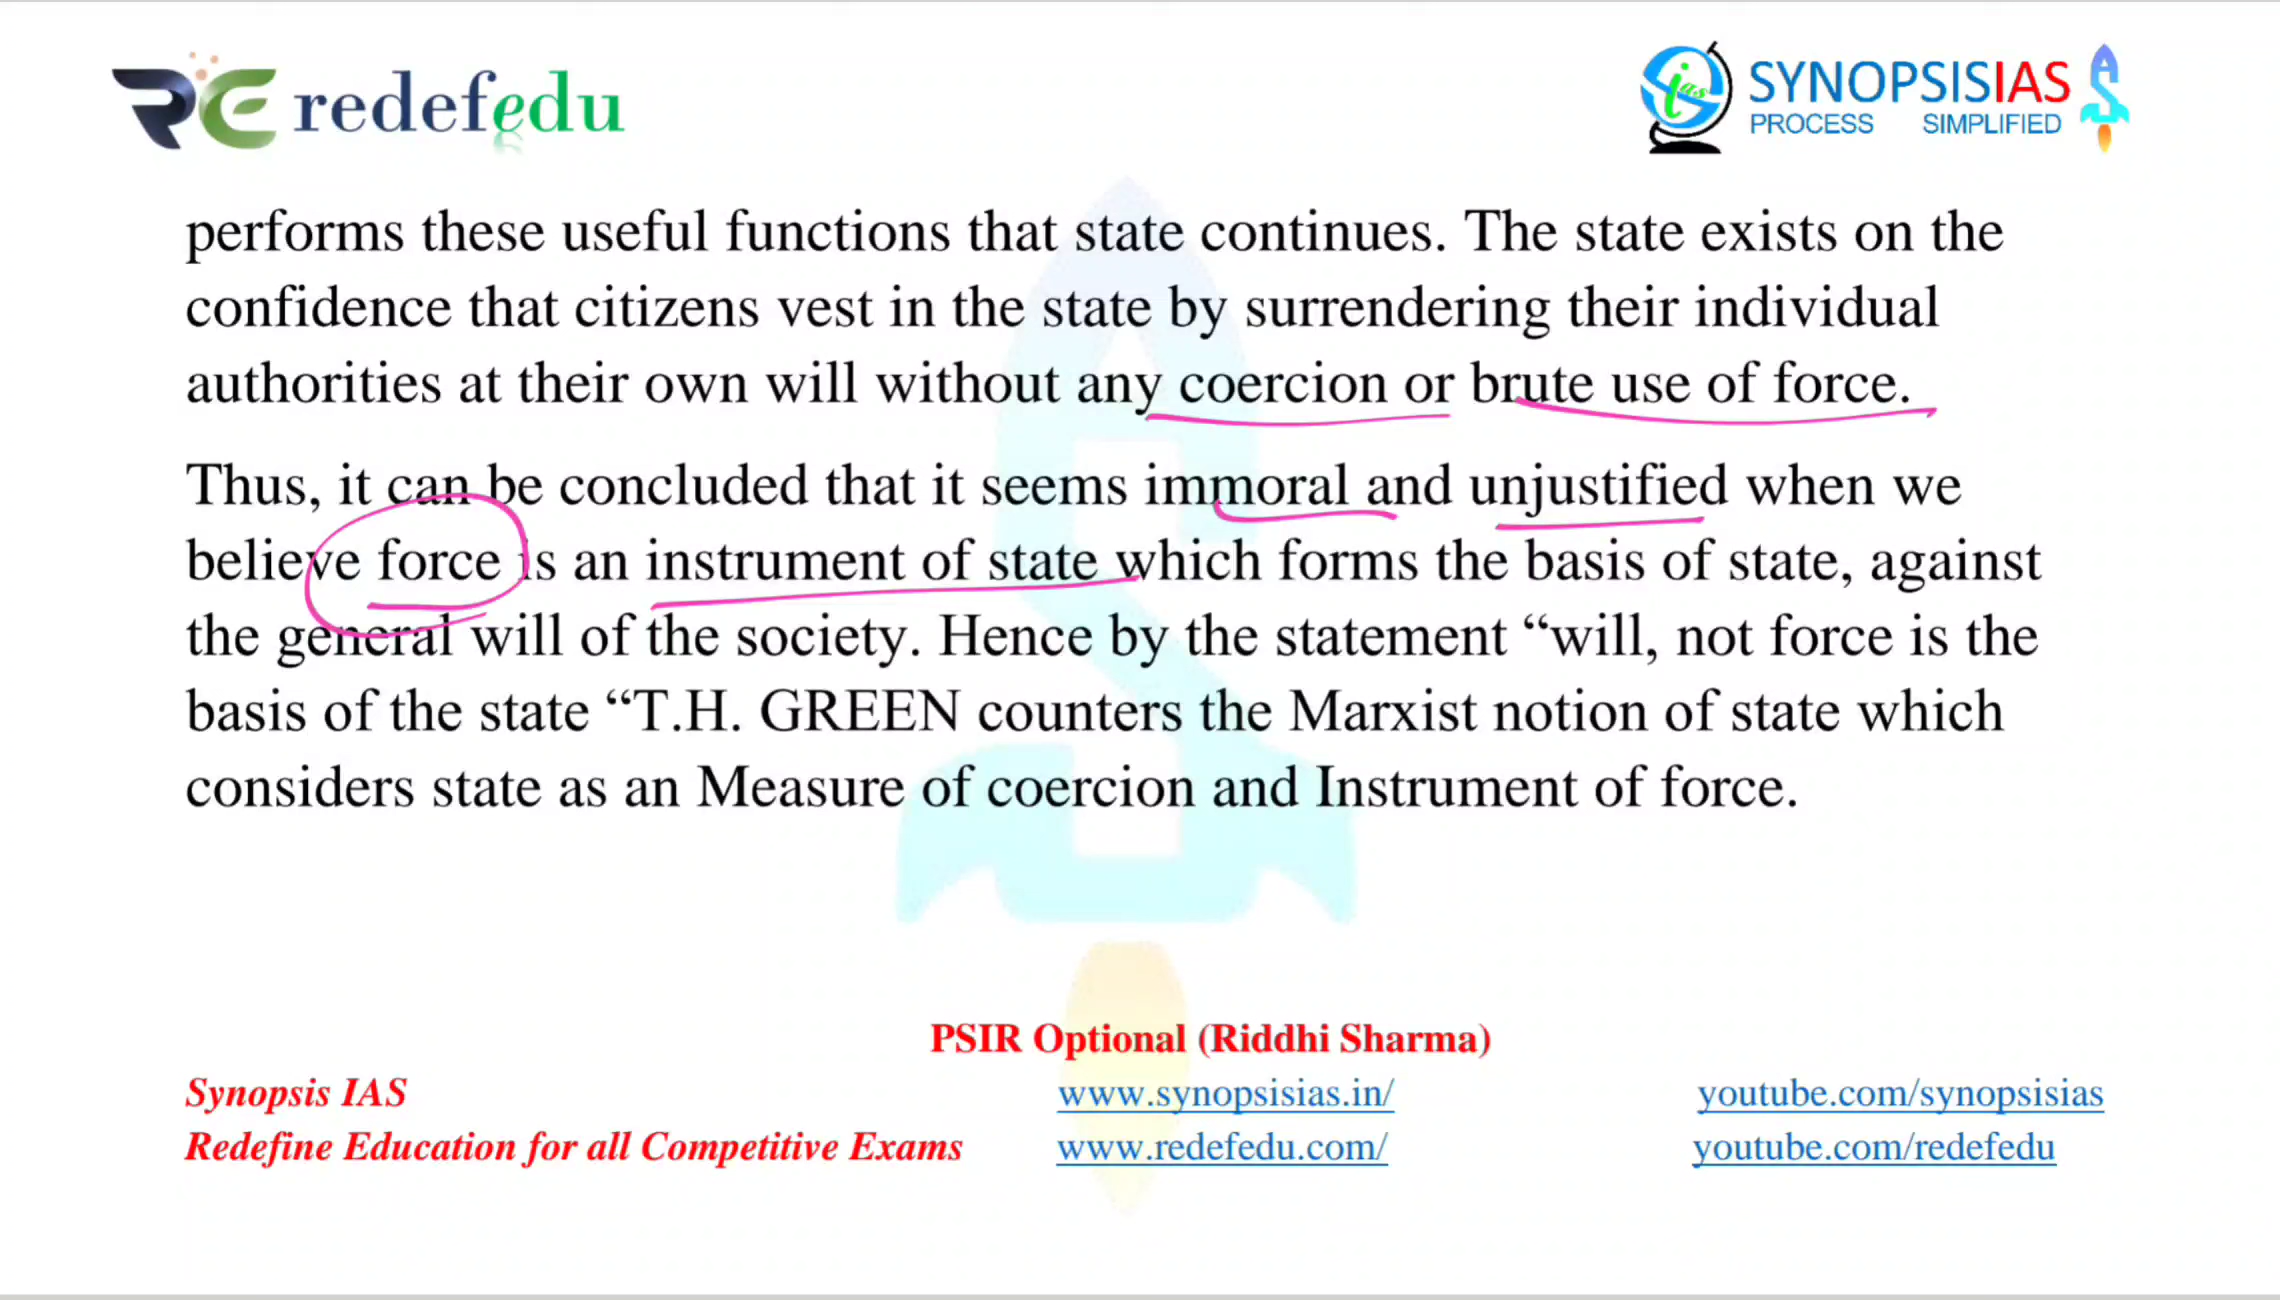 redefedu
SYNOPSISIAS
PROCESS SIMPLIFIED
performs these useful functions that state continues. The state exists on the
confidence that citizens vest in the state by surrendering their individual
authorities at their own will without any coercion or brute use of force.
Thus, it can be concluded that it seems immoral and unjustified when we
believe force is an instrument of state which forms the basis of state, against
the general will of the society. Hence by the statement “will, not force is the
basis of the state “T.H. GREEN counters the Marxist notion of state which
considers state as an Measure of coercion and Instrument of force.
PSIR Optional (Riddhi Sharma)
Synopsis IAS www.synopsisias.in/ youtube.com/synopsisias
Redefine Education for all Competitive Exams www.redefedu.com/ youtube.com/redefedu